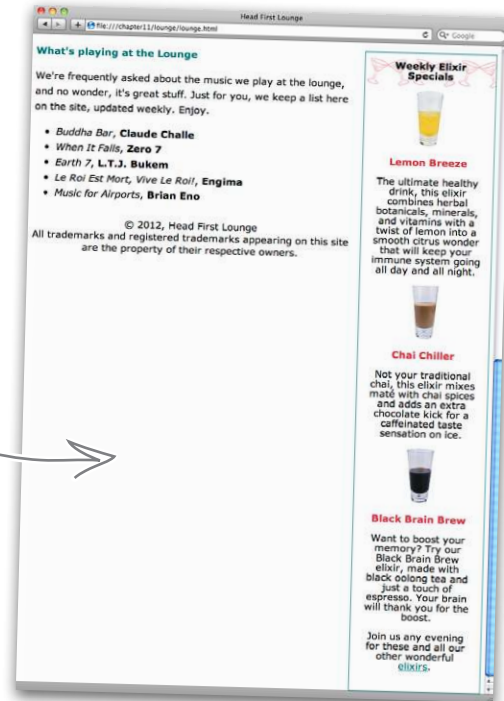 Head First Lounge
file:///chapter11/lounge/lounge.html
Google
What's playing at the Lounge
We're frequently asked about the music we play at the lounge,
and no wonder, it's great stuff. Just for you, we keep a list here
on the site, updated weekly. Enjoy.
• Buddha Bar, Claude Challe
• When It Falls, Zero 7
• Earth 7, L.T.J. Bukem
• Le Roi Est Mort, Vive Le Roi!, Engima
• Music for Airports, Brian Eno
© 2012, Head First Lounge
All trademarks and registered trademarks appearing on this site
are the property of their respective owners.
Weekly Elixir
Specials
Lemon Breeze
The ultimate healthy
drink, this elixir
combines herbal
botanicals, minerals,
and vitamins with a
twist of lemon into a
smooth citrus wonder
that will keep your
immune system going
all day and all night.
Chai Chiller
Not your traditional
chai, this elixir mixes
maté with chai spices
and adds an extra
chocolate kick for a
caffeinated taste
sensation on ice.
Black Brain Brew
Want to boost your
memory? Try our
Black Brain Brew
elixir, made with
black oolong tea and
just a touch of
espresso. Your brain
will thank you for the
boost.
Join us any evening
for these and all our
other wonderful
elixirs.